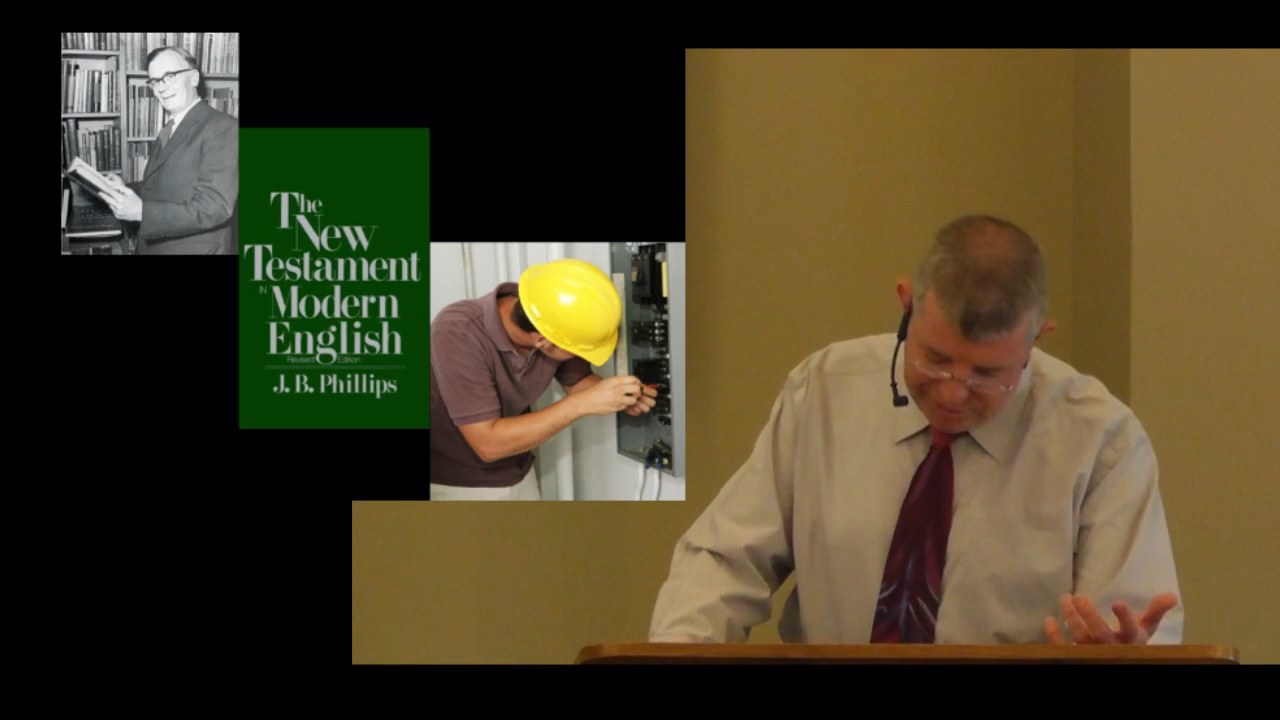 The
New
Testament
IN
Modern
English
Revised Edition
J. B. Phillips